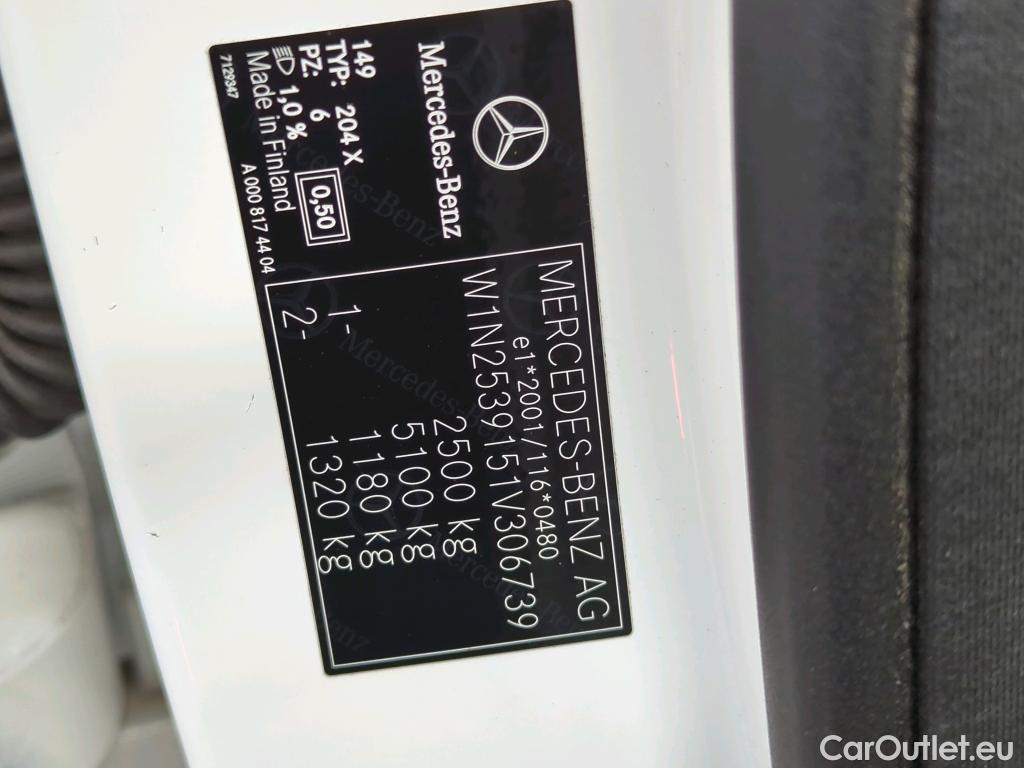 Mercedes-Benz
149
TYP: 204 X
PZ: 6
0,50
1,0 %
Made in Finland
7129347
A 000 817 44 04
MERCEDES-BENZ AG
e1*2001/116*0480
W1N2539151V306739
2500 kg
5100 kg
1- 1180 kg
2- 1320 kg
CarOutlet.eu